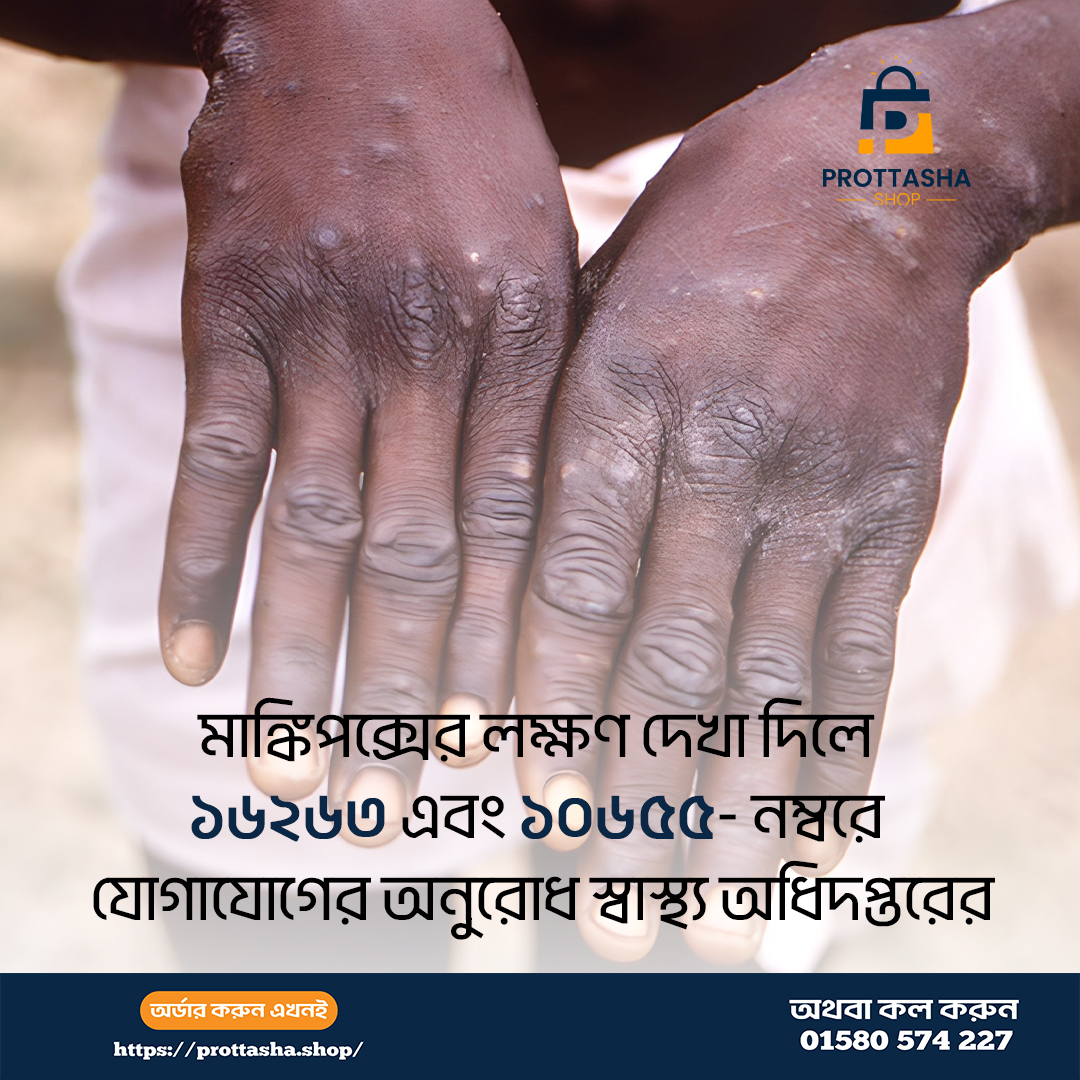 PROTTASHA
SHOP
মাঙ্কিপক্সের লক্ষণ দেখা দিলে
১৬২৬৩ এবং ১০৬৫৫- নম্বরে
যোগাযোগের অনুরোধ স্বাস্থ্য অধিদপ্তরের
অর্ডার করুন এখনই
https://prottasha.shop/
অথবা কল করুন
01580 574 227